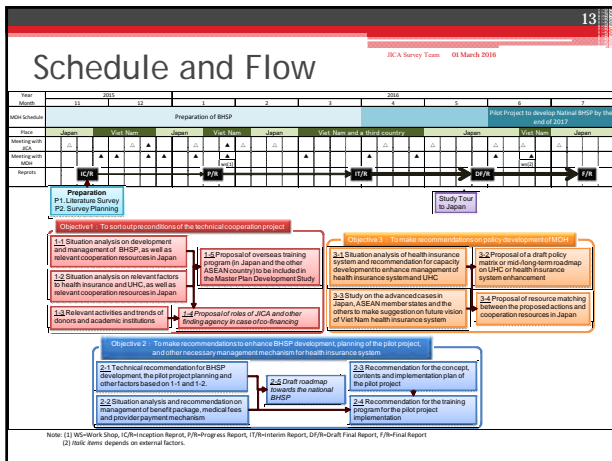 13
JICA Survey Team 01 March 2016
Schedule and Flow
Year 2015 2016
Month 11 12 1 2 3 4 5 6 7
MOH Schedule Preparation of BHSP Pilot Project to develop Natinal BHSP by the
end of 2017
Place Japan Viet Nam Japan Viet Nam Japan Viet Nam and a third country Japan Viet Nam Japan
Meeting with
JICA
Meeting with
MOH
WS(1) WS(2)
Reprots IC/R P/R IT/R DF/R F/R
Preparation
P1. Literature Survey
P2. Survey Planning
Study Tour
to Japan
Objective 1 : To sort out preconditions of the technical cooperation project
1-1 Situation analysis on development
and management of BHSP, as well as
relevant cooperation resources in Japan
1-2 Situation analysis on relevant factors
to health insurance and UHC, as well as
relevant cooperation resources in Japan
1-3 Relevant activities and trends of
donors and academic institutions
1-5 Proposal of overseas training
program (in Japan and the other
ASEAN country) to be included in
the Master Plan Development Study
1-4 Proposal of roles of JICA and other
finding agency in case of co-financing
Objective 3 : To make recommendations on policy development of MOH
3-1 Situation analysis of health insurance
system and recommendation for capacity
development to enhance management of
health insurance system and UHC
3-2 Proposal of a draft policy
matrix or mid-/long-term roadmap
on UHC or health insurance
system enhancement
3-3 Study on the advanced cases in
Japan, ASEAN member states and the
others to make suggestion on future vision
of Viet Nam health insurance system
3-4 Proposal of resource matching
between the proposed actions and
cooperation resources in Japan
Objective 2 : To make recommendations to enhance BHSP development, planning of the pilot project,
and other necessary management mechanism for health insurance system
2-1 Technical recommendation for BHSP
development, the pilot project planning and
other factors based on 1-1 and 1-2.
2-2 Situation analysis and recommendation on
management of benefit package, medical fees
and provider payment mechanism
2-5 Draft roadmap
towards the national
BHSP
2-3 Recommendation for the concept,
contents and implementation plan of
the pilot project
2-4 Recommendation for the training
program for the pilot project
implementation
Note: (1) WS=Work Shop, IC/R=Inception Reprot, P/R=Progress Report, IT/R=Interim Report, DF/R=Draft Final Report, F/R=Final Report
(2) Italic items depends on external factors.